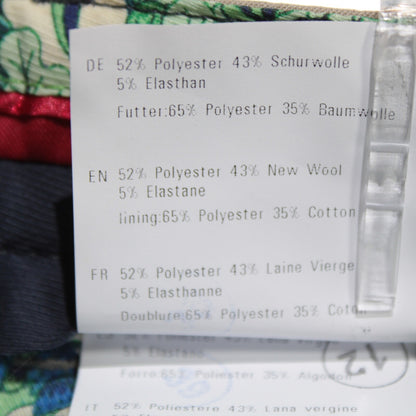 DE 52% Polyester 43% Schurwolle
5% Elasthan
Futter:65% Polyester 35% Baumwolle
EN 52% Polyester 43% New Wool
5% Elastane
lining:65% Polyester 35% Cotton
FR 52% Polyester 43% Laine Vierge
5% Elasthanne
Doublure:65% Polyester 35% Coton
5% Elastano
Forro:65% Poliester 35% Algodon
12
IT 52% Poliestere 43% Lana vergine